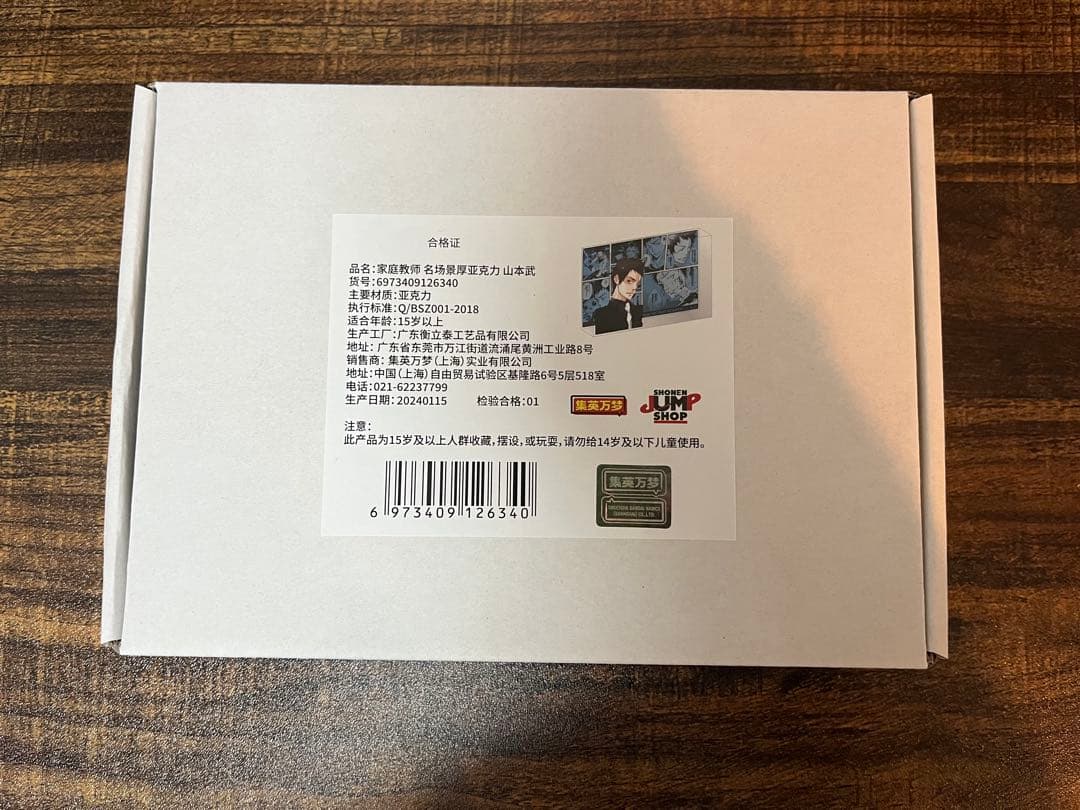 合格证
品名：家庭教师 名场景厚亚克力 山本武
货号：6973409126340
主要材质：亚克力
执行标准：Q/BSZ001-2018
适合年龄：15岁以上
生产工厂：广东衡立泰工艺品有限公司
地址：广东省东莞市万江街道流涌尾黄洲工业路8号
销售商：集英万梦（上海）实业有限公司
地址：中国（上海）自由贸易试验区基隆路6号5层518室
电话：021-62237799
生产日期：20240115 检验合格：01
集英万梦
SHONEN
JUMP
SHOP
注意：
此产品为15岁及以上人群收藏，摆设，或玩耍，请勿给14岁及以下儿童使用。
6 973409 126340
集英万梦
SHUEISHA BANDAI NAMCO
(SHANGHAI) CO.,LTD.